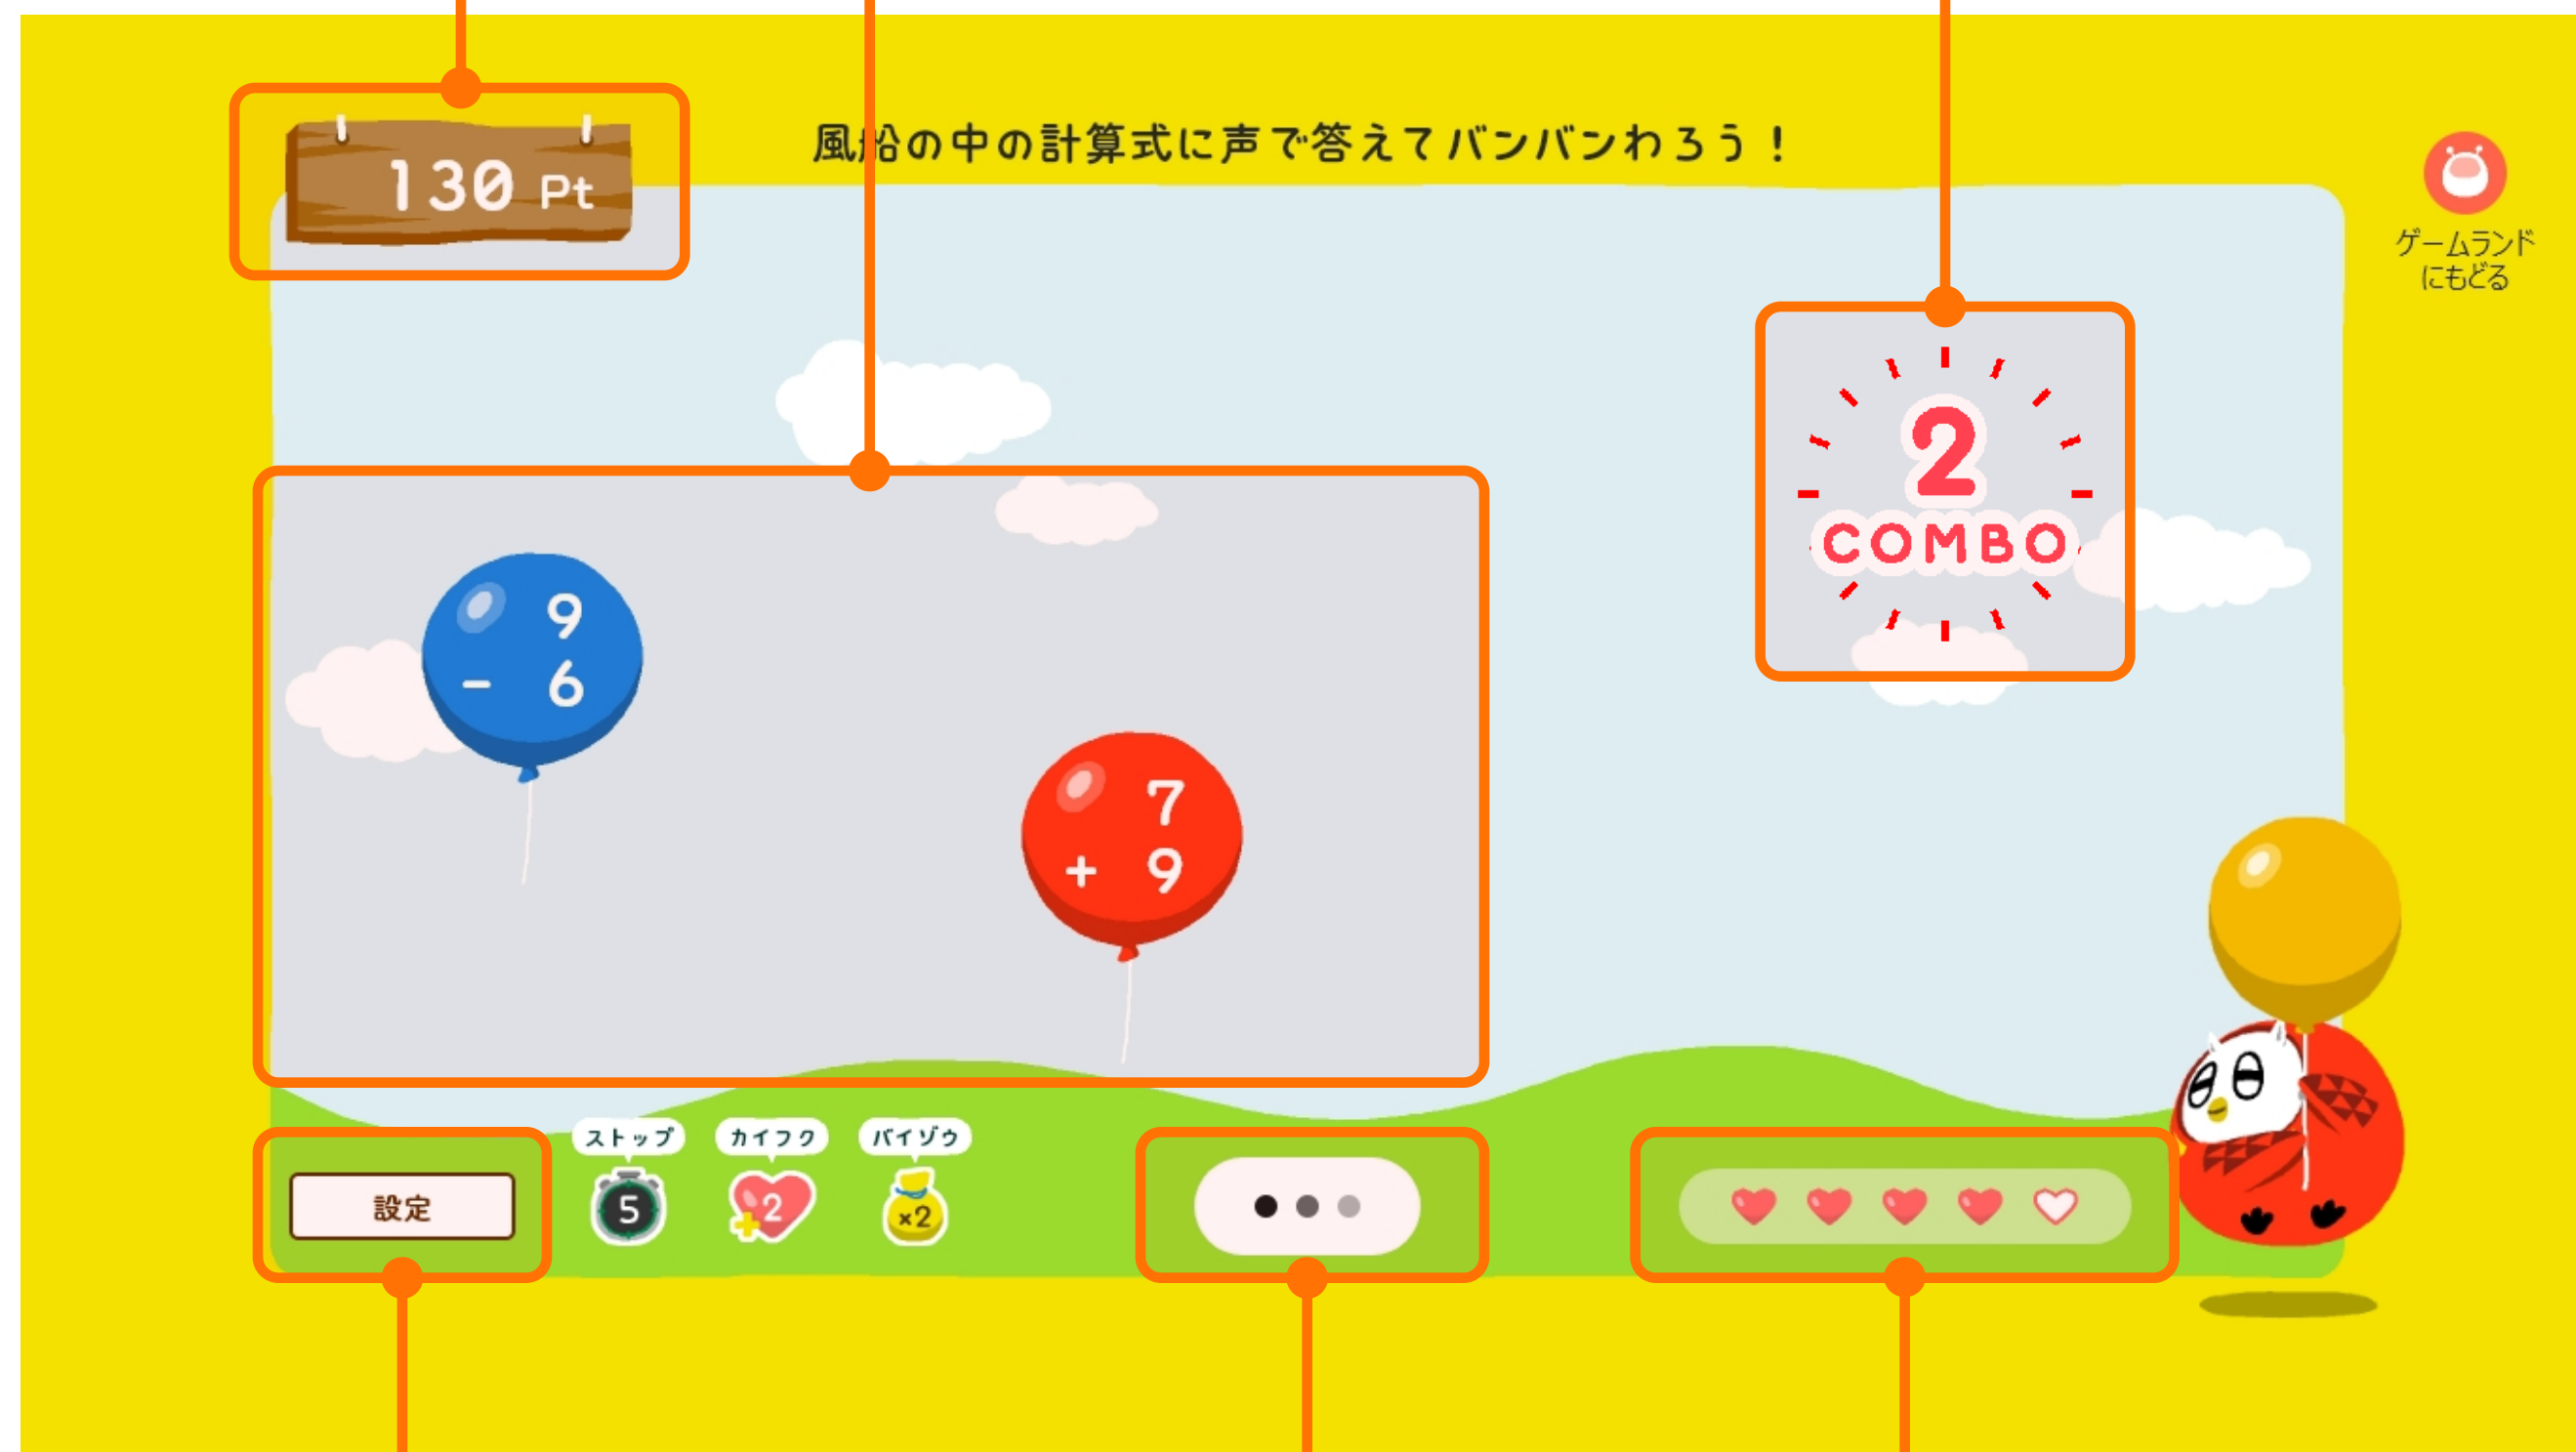 風船の中の計算式に声で答えてバンバンわろう！
130 Pt
ゲームランド
にもどる
2
COMBO
9
- 6
7
+ 9
ストップ
カイフク
バイゾウ
設定
5
2
×2